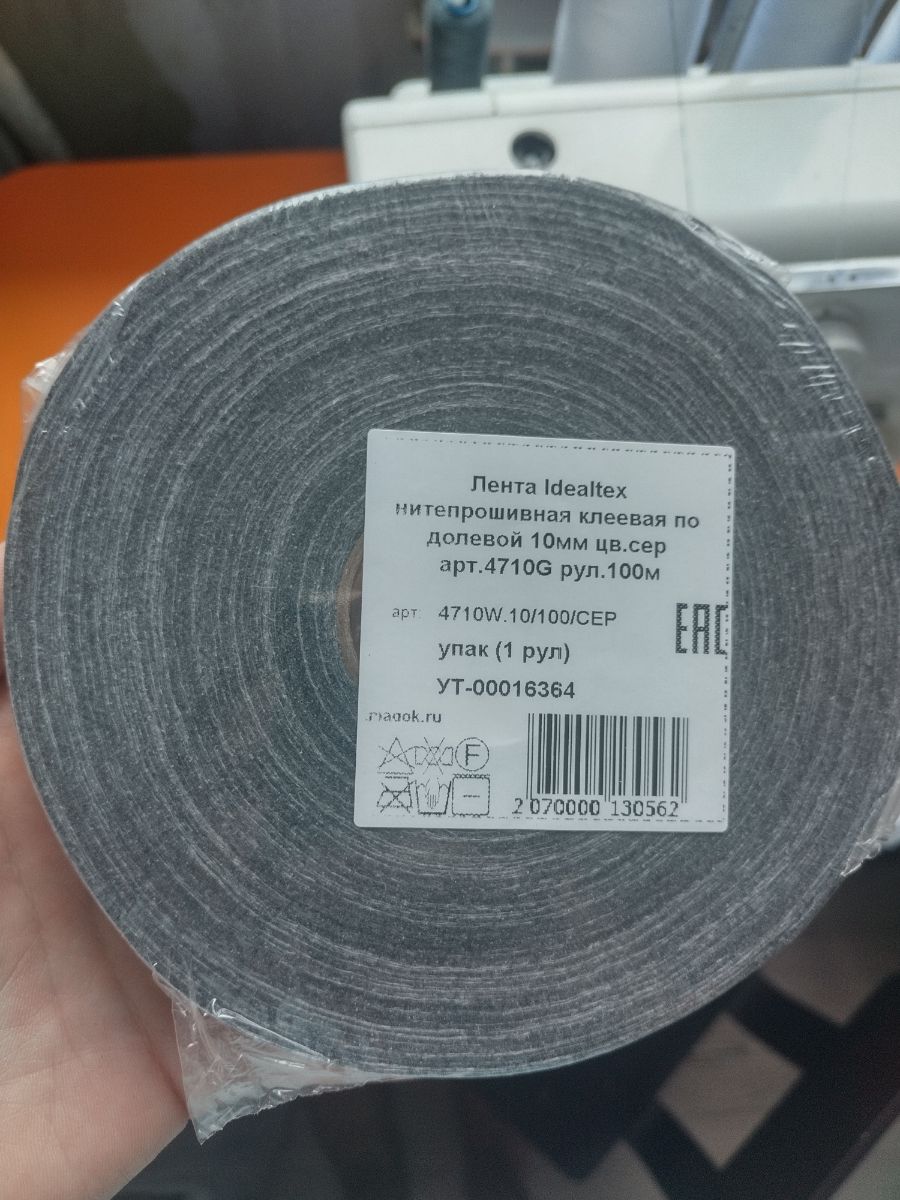 Лента Idealtex
нитепрошивная клеевая по
долевой 10мм цв.сер
арт.4710G рул.100м
арт: 4710W.10/100/СЕР
EAC
упак (1 рул)
УТ-00016364
.magok.ru
F
2 070000 130562